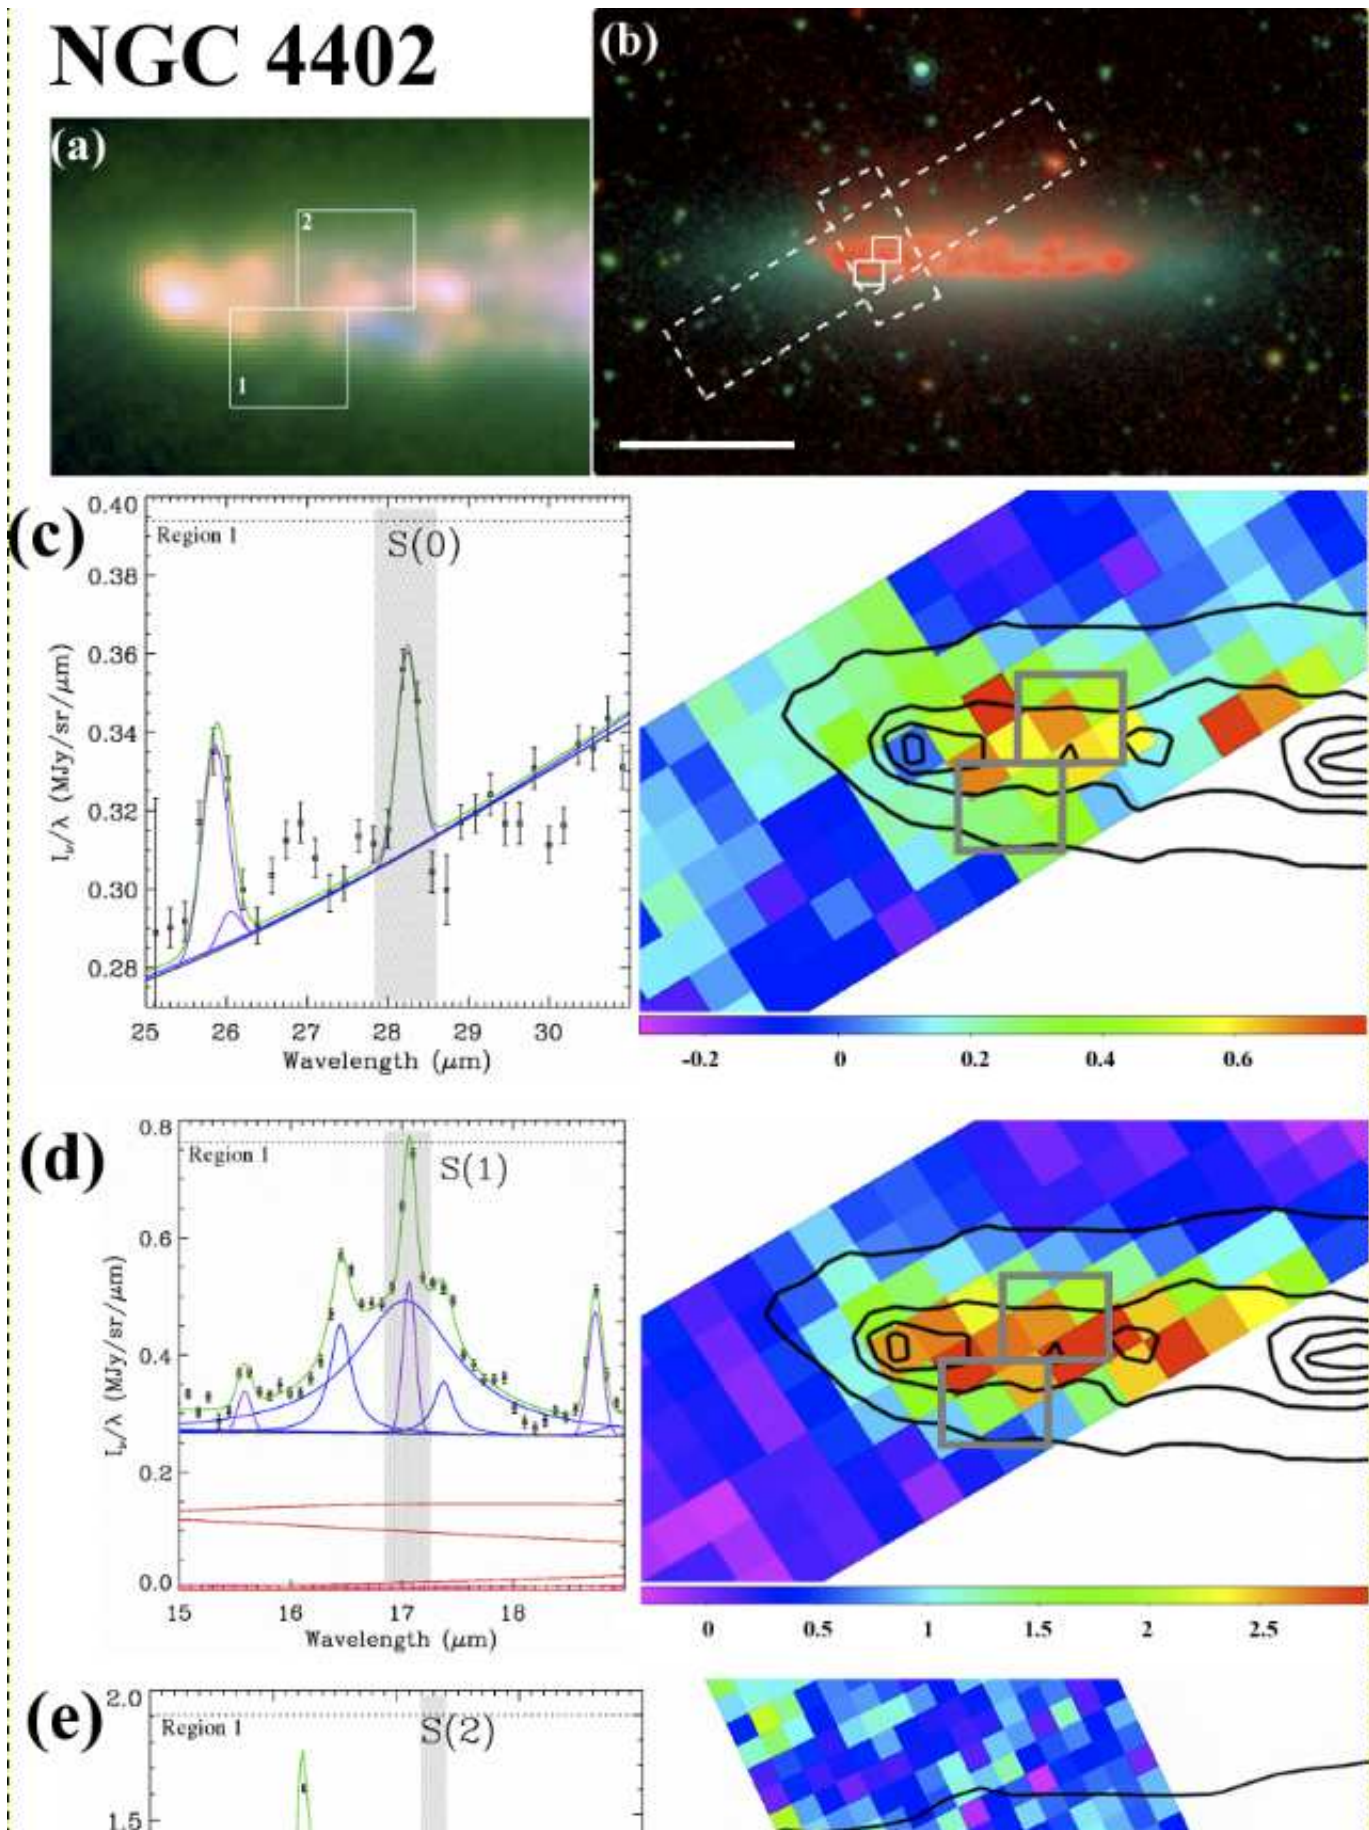 NGC 4402
(a)
2
1
(b)
(c)
0.40
0.38
0.36
0.34
0.32
0.30
0.28
Region 1
S(0)
I_ν/λ (MJy/sr/μm)
25 26 27 28 29 30
Wavelength (μm)
-0.2 0 0.2 0.4 0.6
(d)
0.8
0.6
0.4
0.2
0.0
Region 1
S(1)
I_ν/λ (MJy/sr/μm)
15 16 17 18
Wavelength (μm)
0 0.5 1 1.5 2 2.5
(e)
2.0
1.5
Region 1
S(2)